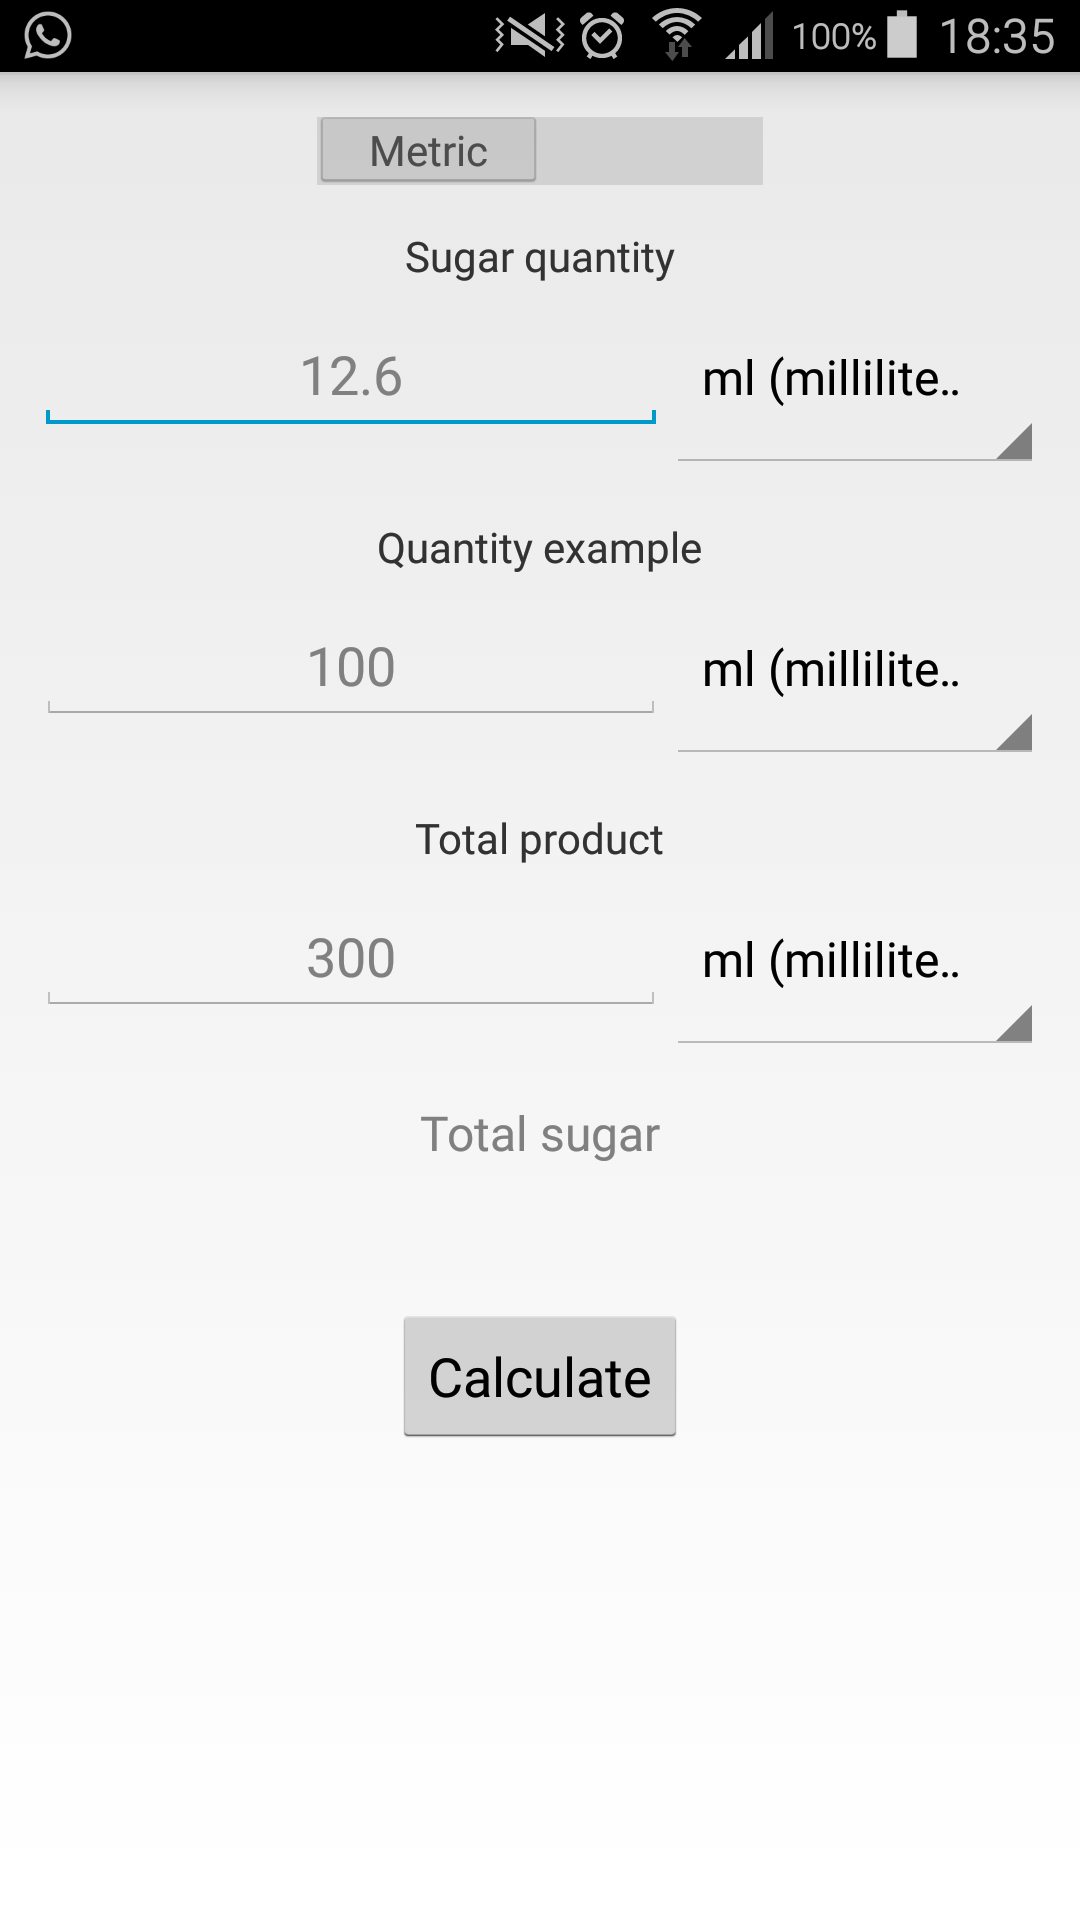 100% 18:35
Metric
Sugar quantity
12.6 ml (millilite..
Quantity example
100 ml (millilite..
Total product
300 ml (millilite..
Total sugar
Calculate